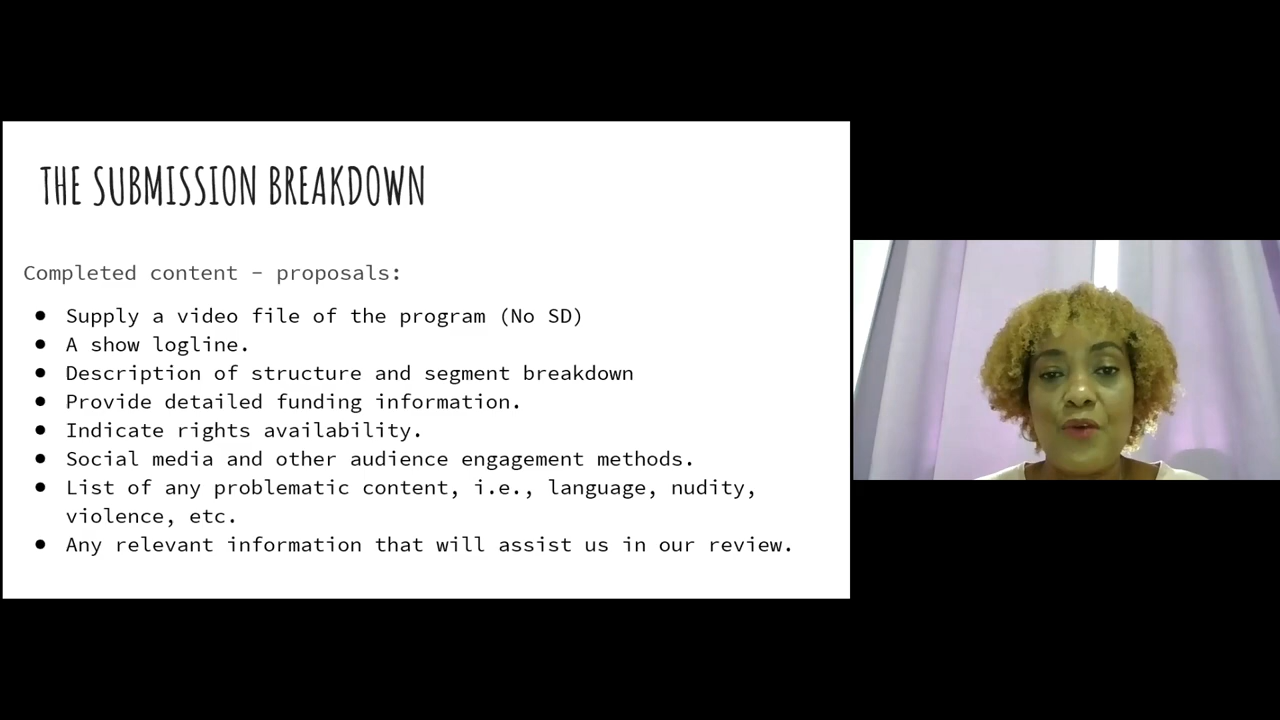 THE SUBMISSION BREAKDOWN
Completed content - proposals:
● Supply a video file of the program (No SD)
● A show logline.
● Description of structure and segment breakdown
● Provide detailed funding information.
● Indicate rights availability.
● Social media and other audience engagement methods.
● List of any problematic content, i.e., language, nudity,
violence, etc.
● Any relevant information that will assist us in our review.